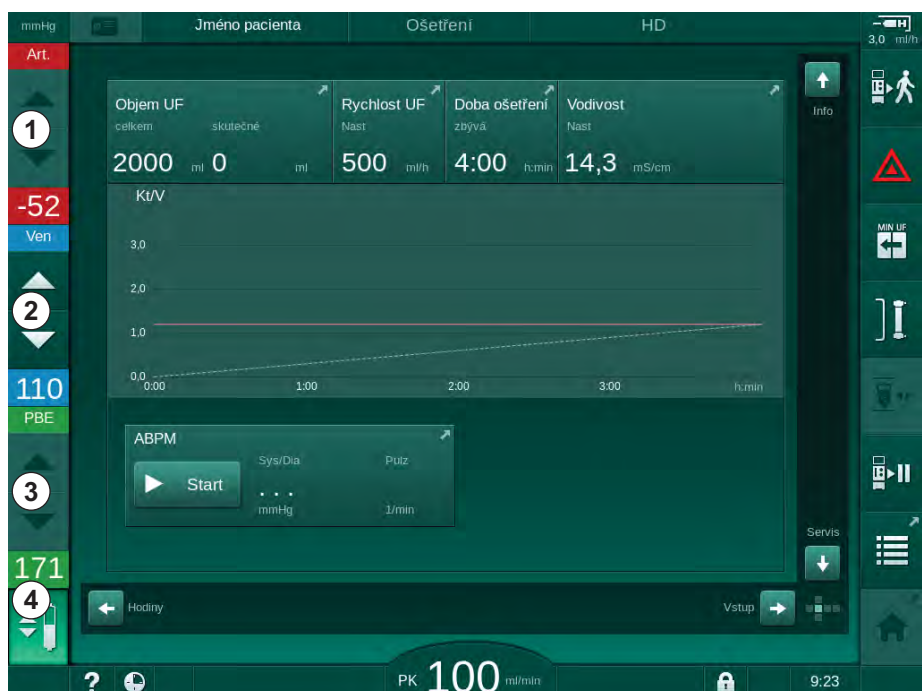 mmHg
Jméno pacienta
Ošetření
HD
3,0 ml/h
Art.
1
-52
Ven
2
110
PBE
3
171
4
Objem UF
celkem skutečné
2000 ml 0 ml
Rychlost UF
Nast
500 ml/h
Doba ošetření
zbývá
4:00 h:min
Vodivost
Nast
14,3 mS/cm
Info
Kt/V
3,0
2,0
1,0
0,0
0:00 1:00 2:00 3:00 h:min
ABPM
Sys/Dia Pulz
Start
. . .
mmHg 1/min
Servis
MIN UF
Hodiny
Vstup
?
PK 100 ml/min
9:23